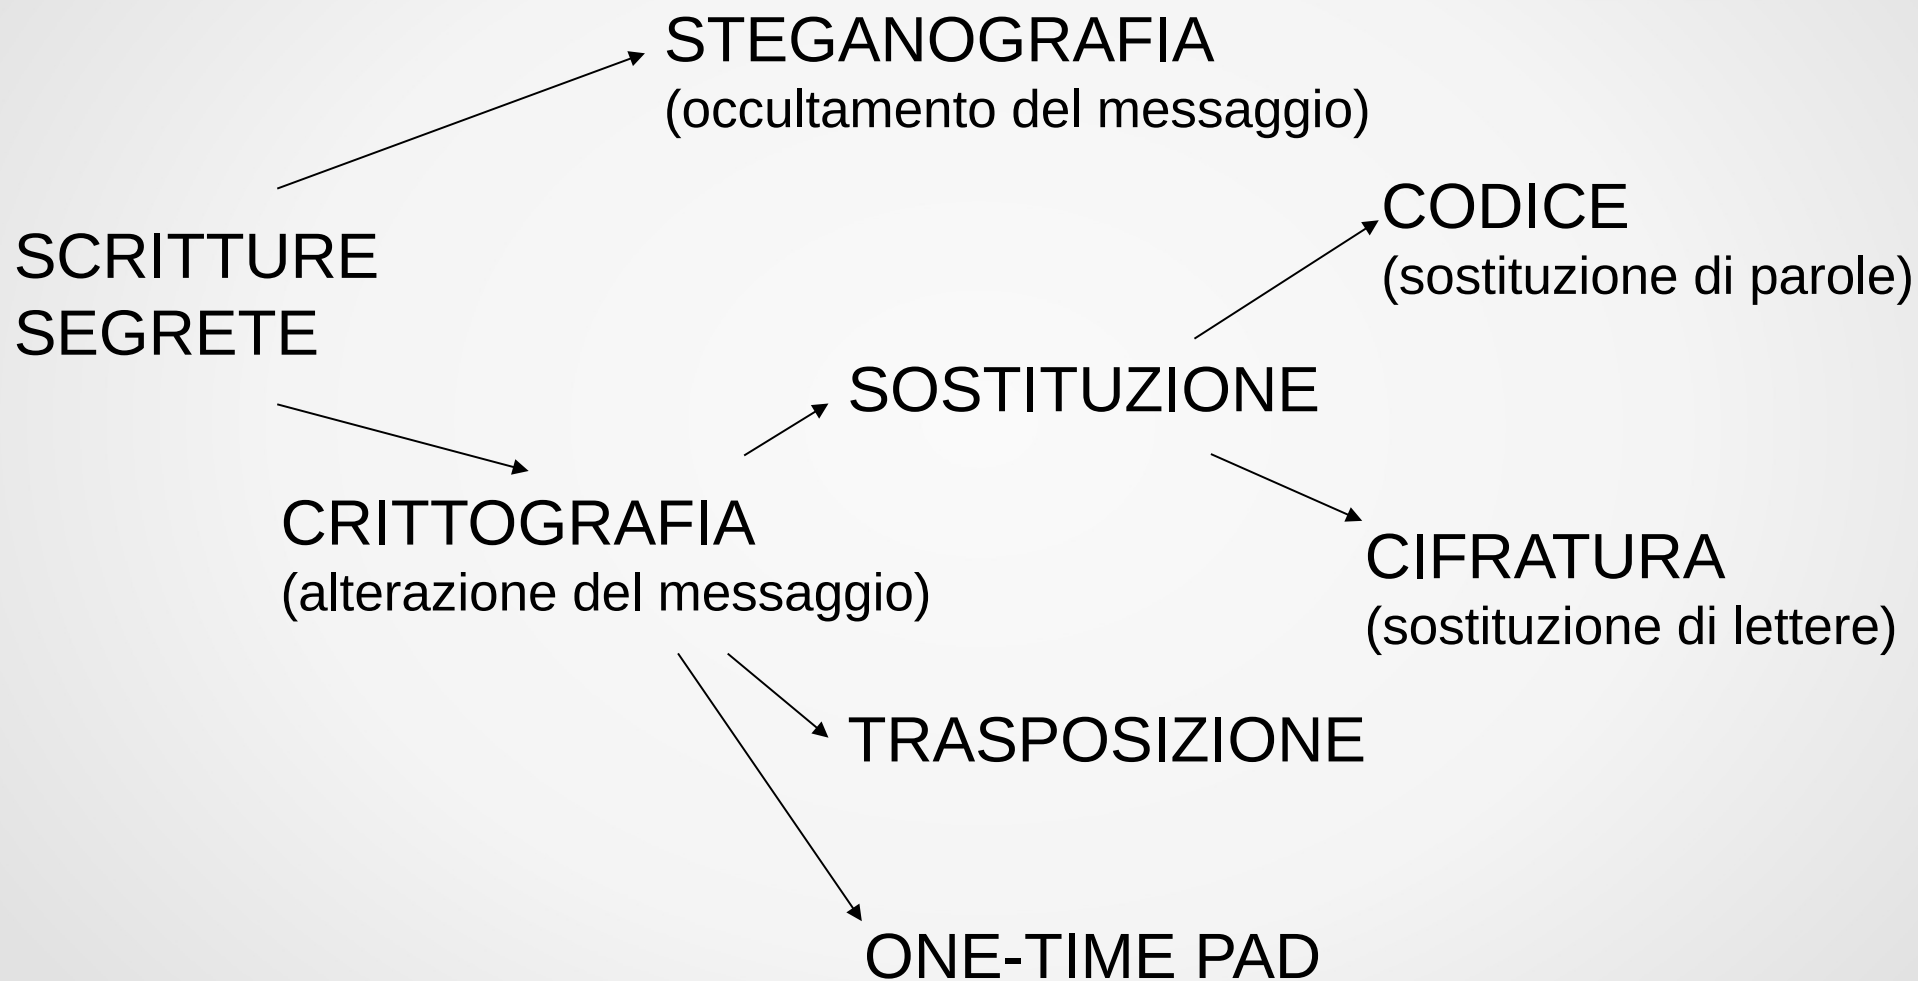 STEGANOGRAFIA
(occultamento del messaggio)
SCRITTURE
SEGRETE
CODICE
(sostituzione di parole)
SOSTITUZIONE
CRITTOGRAFIA
(alterazione del messaggio)
CIFRATURA
(sostituzione di lettere)
TRASPOSIZIONE
ONE-TIME PAD